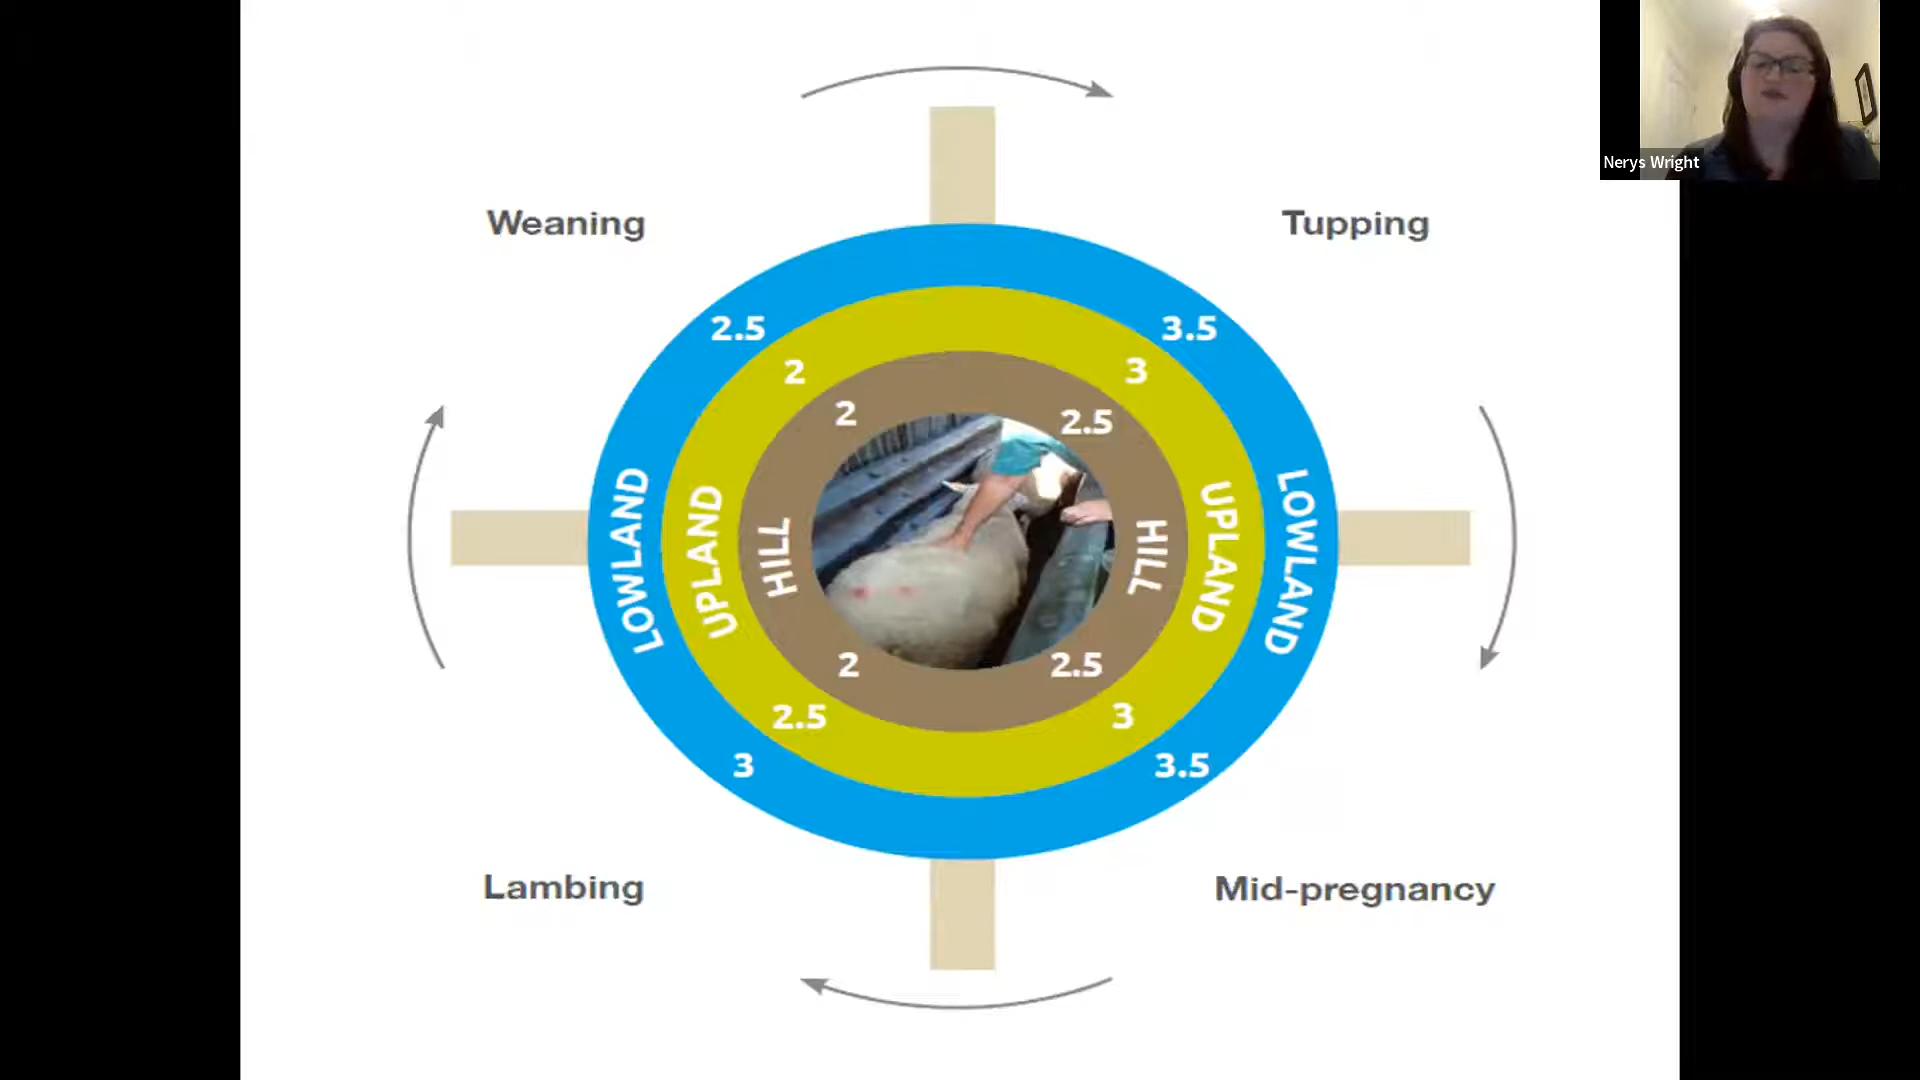 Nerys Wright
Weaning
Tupping
2.5
3.5
2
3
2
2.5
LOWLAND
UPLAND
HILL
HILL
UPLAND
LOWLAND
2
2.5
2.5
3
3
3.5
Lambing
Mid-pregnancy